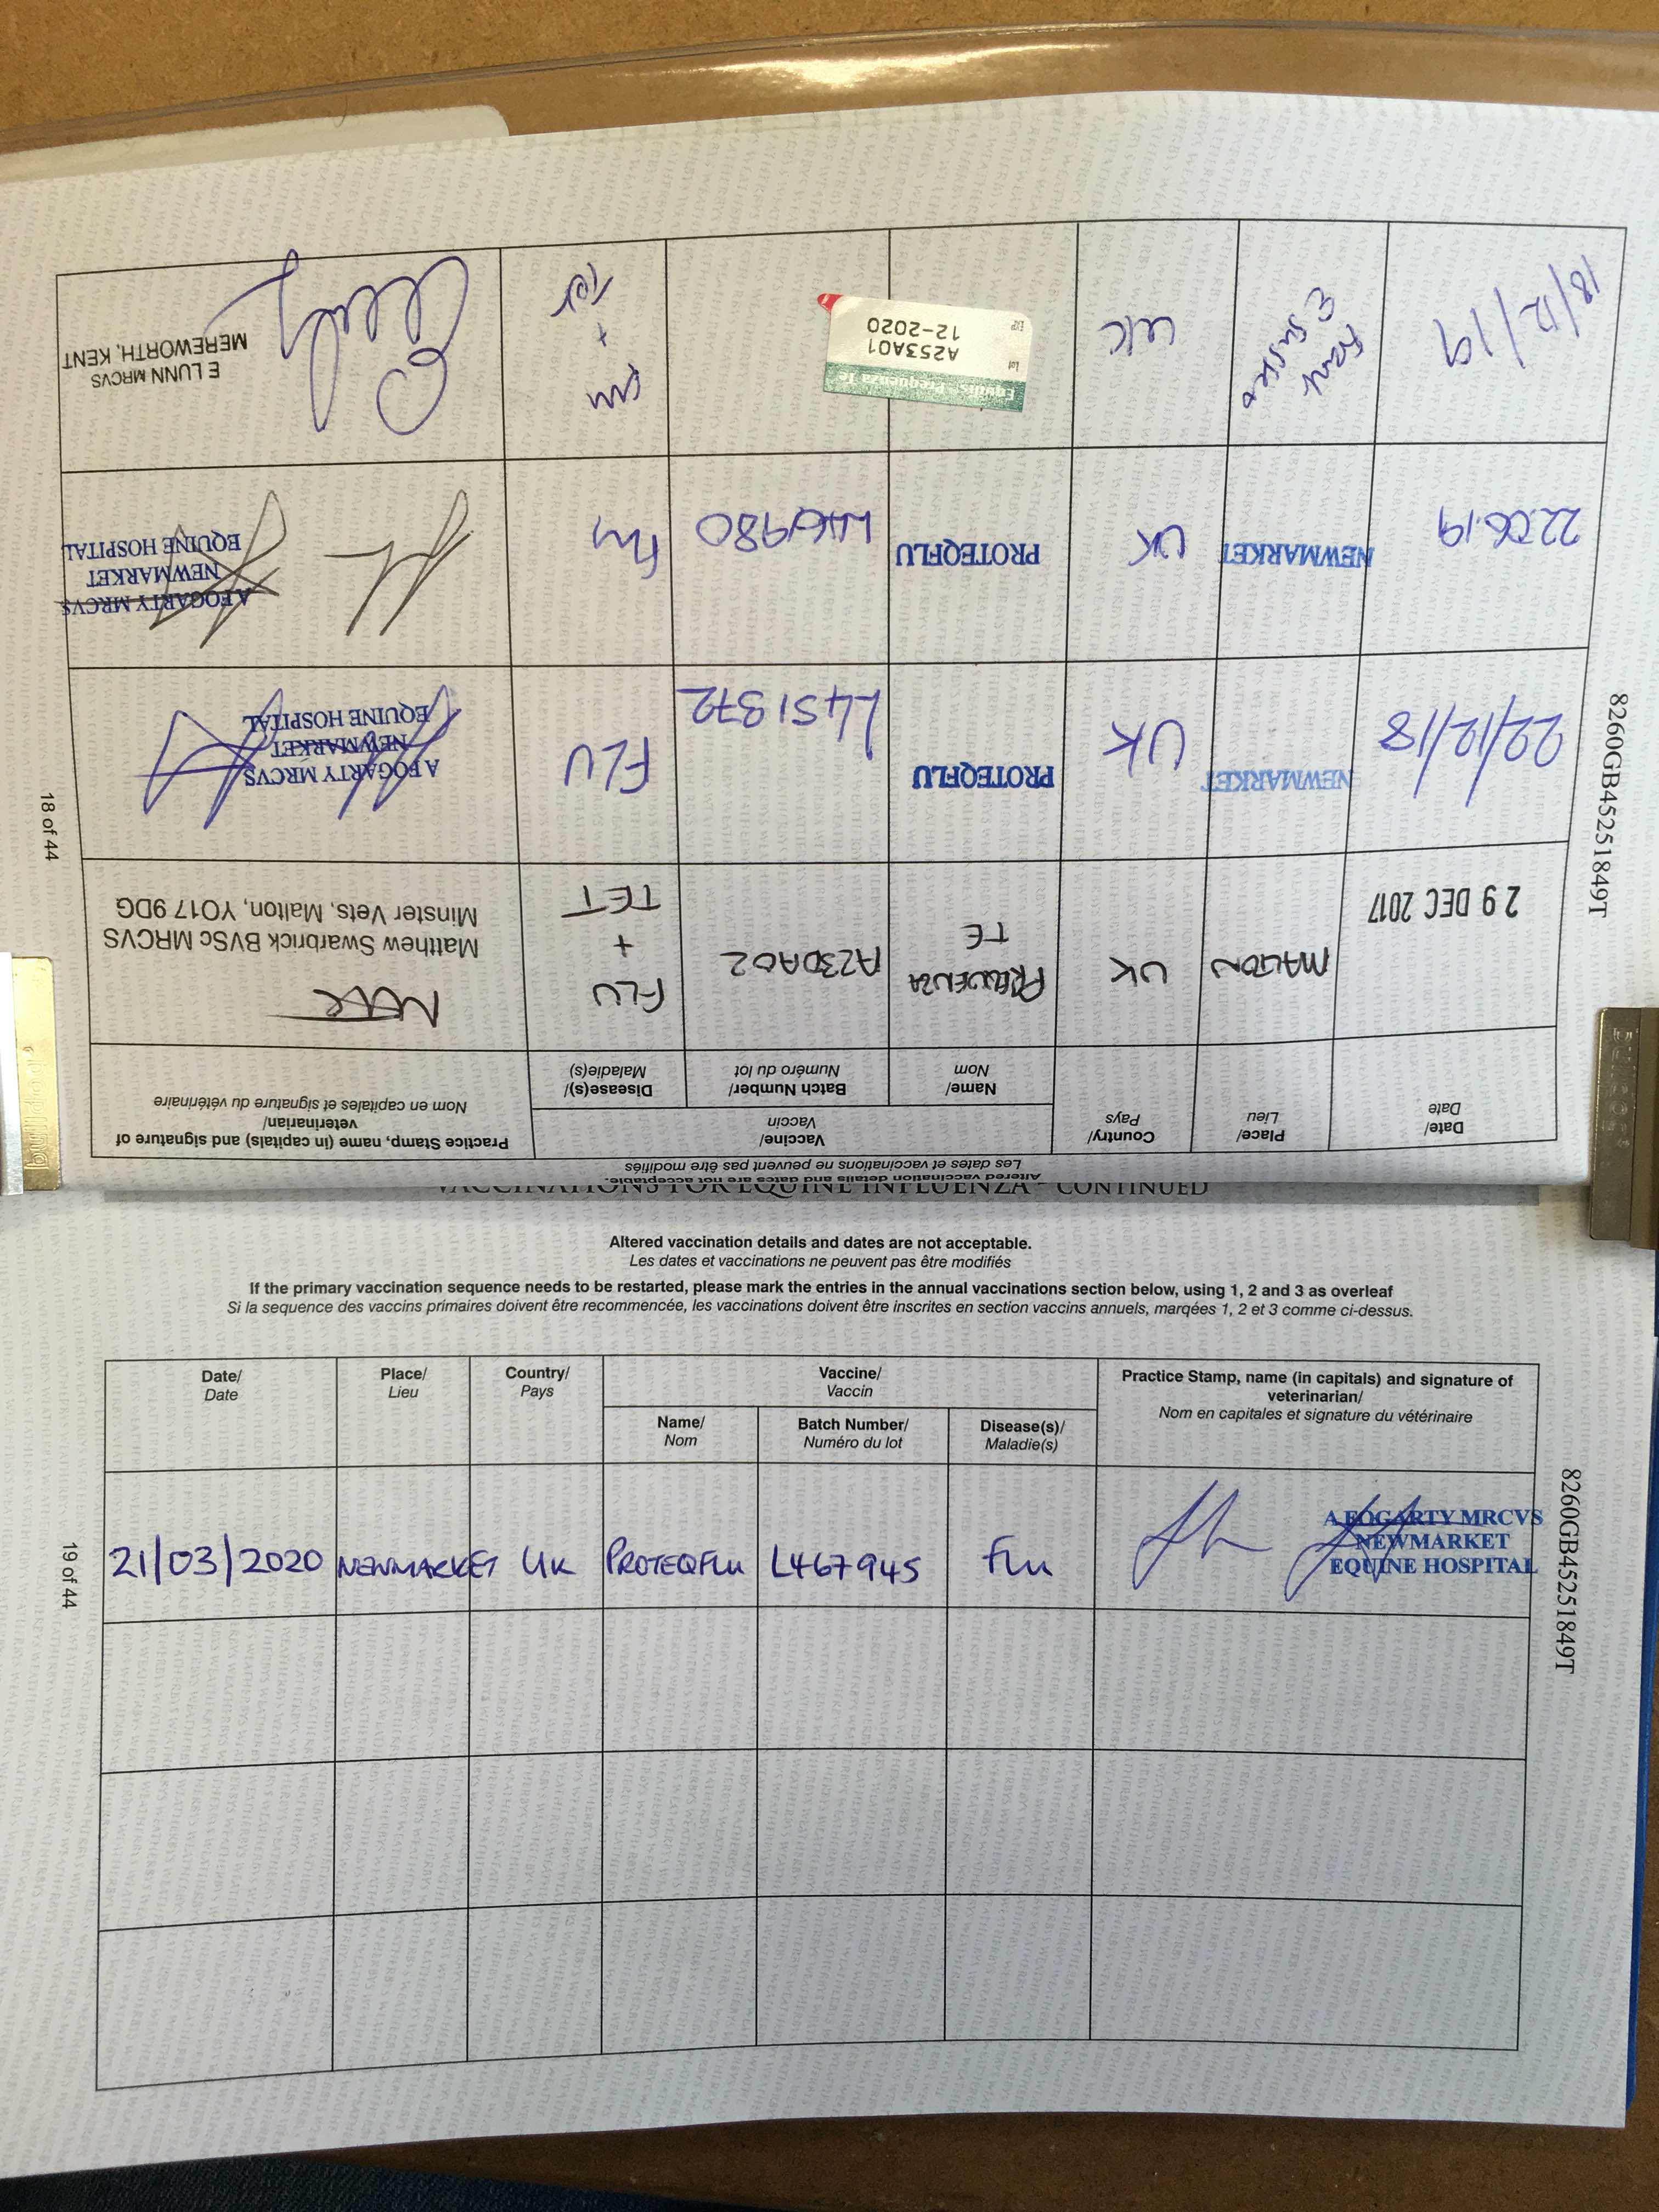 Altered vaccination details and dates are not acceptable.
Les dates et vaccinations ne peuvent pas être modifiés
Date/
Date
Place/
Lieu
Country/
Pays
Vaccine/
Vaccin
Name/
Nom
Batch Number/
Numéro du lot
Disease(s)/
Maladie(s)
Practice Stamp, name (in capitals) and signature of
veterinarian/
Nom en capitales et signature du vétérinaire
29 DEC 2017
MALTON
UK
PREQUENZA
TE
A230A02
FLU
+
TET
Matthew Swarbrick BVSc MRCVS
Minster Vets, Malton, YO17 9DG
22/12/18
NEWMARKET
UK
PROTEQFLU
L451372
FLU
A FOGARTY MRCVS
NEWMARKET
EQUINE HOSPITAL
22.06.19
NEWMARKET
UK
PROTEQFLU
Flu
A FOGARTY MRCVS
NEWMARKET
EQUINE HOSPITAL
18/12/19
Frant
E Sussex
UK
Equilis Prequenza Te
Lot A253A01
EXP 12-2020
Flu
+
Tet
E LUNN MRCVS
MEREWORTH, KENT
8260GB45251849T
18 of 44
VACCINATIONS FOR EQUINE INFLUENZA - CONTINUED
Altered vaccination details and dates are not acceptable.
Les dates et vaccinations ne peuvent pas être modifiés
If the primary vaccination sequence needs to be restarted, please mark the entries in the annual vaccinations section below, using 1, 2 and 3 as overleaf
Si la sequence des vaccins primaires doivent être recommencée, les vaccinations doivent être inscrites en section vaccins annuels, marqées 1, 2 et 3 comme ci-dessus.
Date/
Date
Place/
Lieu
Country/
Pays
Vaccine/
Vaccin
Name/
Nom
Batch Number/
Numéro du lot
Disease(s)/
Maladie(s)
Practice Stamp, name (in capitals) and signature of
veterinarian/
Nom en capitales et signature du vétérinaire
21/03/2020
NEWMARKET
UK
PROTEQFLU
L467945
Flu
A FOGARTY MRCVS
NEWMARKET
EQUINE HOSPITAL
8260GB45251849T
19 of 44